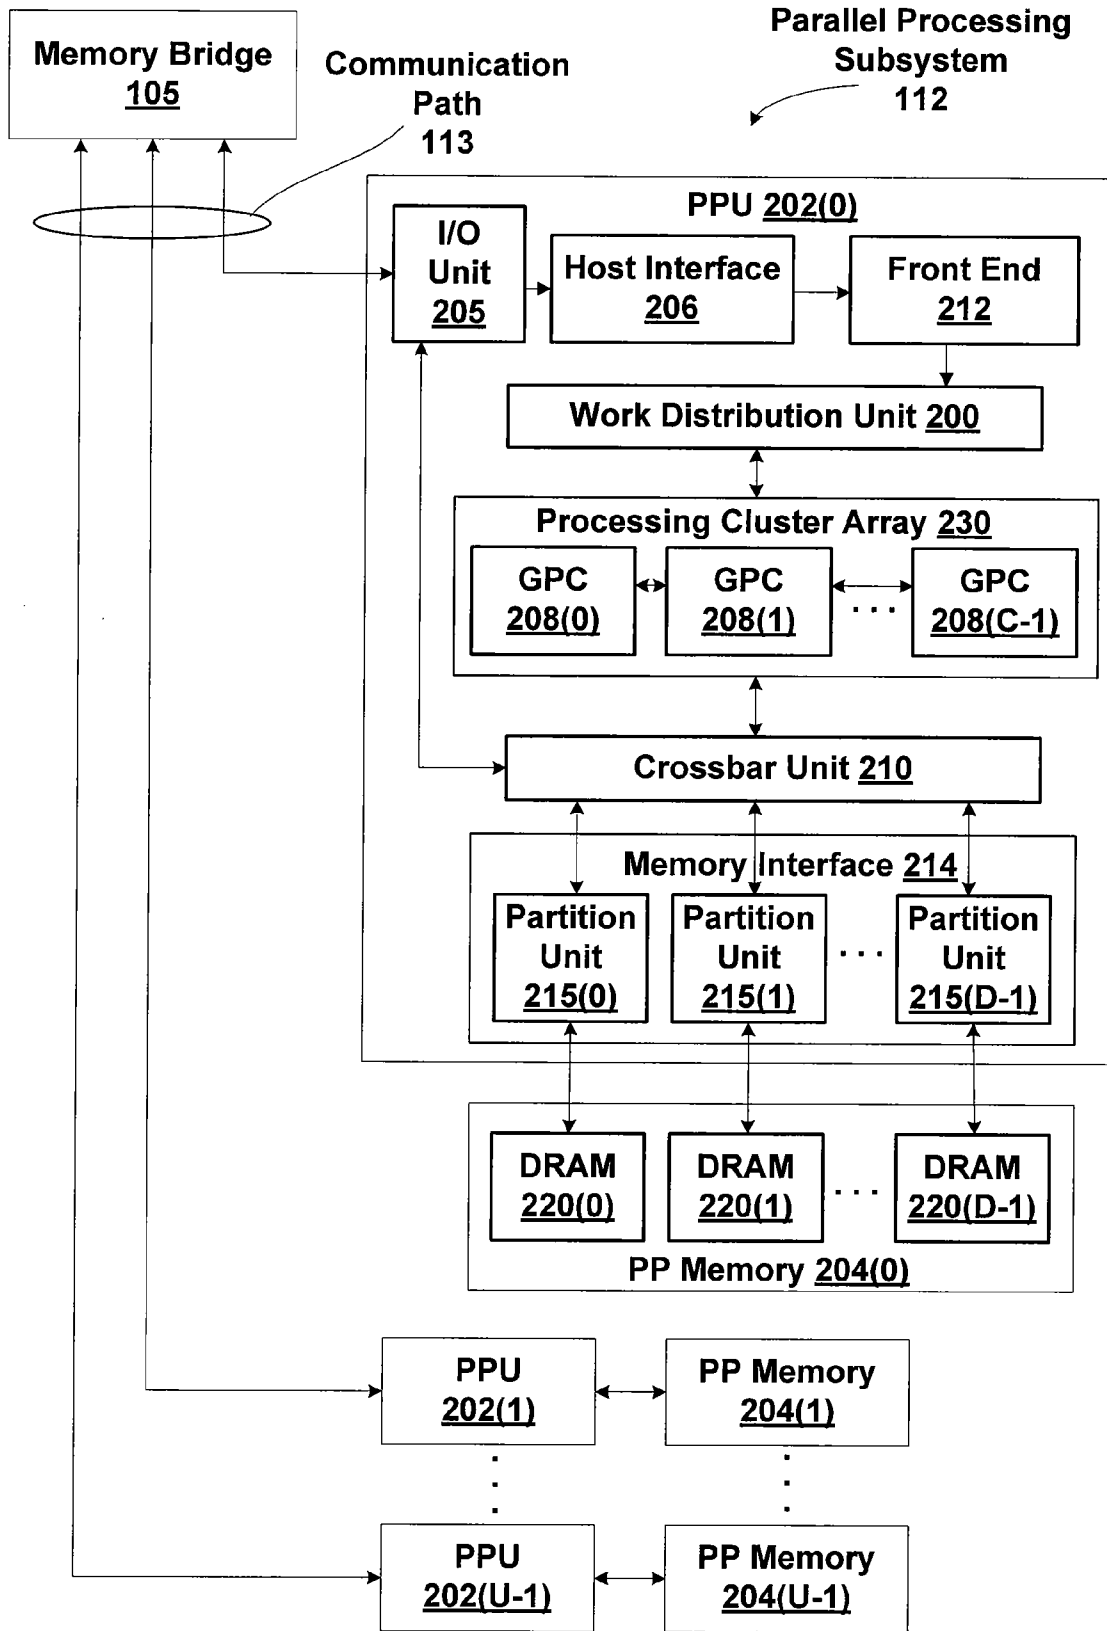 Memory Bridge
105
Communication
Path
113
Parallel Processing
Subsystem
112
PPU 202(0)
I/O
Unit
205
Host Interface
206
Front End
212
Work Distribution Unit 200
Processing Cluster Array 230
GPC
208(0)
GPC
208(1)
. . .
GPC
208(C-1)
Crossbar Unit 210
Memory Interface 214
Partition
Unit
215(0)
Partition
Unit
215(1)
. . .
Partition
Unit
215(D-1)
DRAM
220(0)
DRAM
220(1)
. . .
DRAM
220(D-1)
PP Memory 204(0)
PPU
202(1)
PP Memory
204(1)
PPU
202(U-1)
PP Memory
204(U-1)